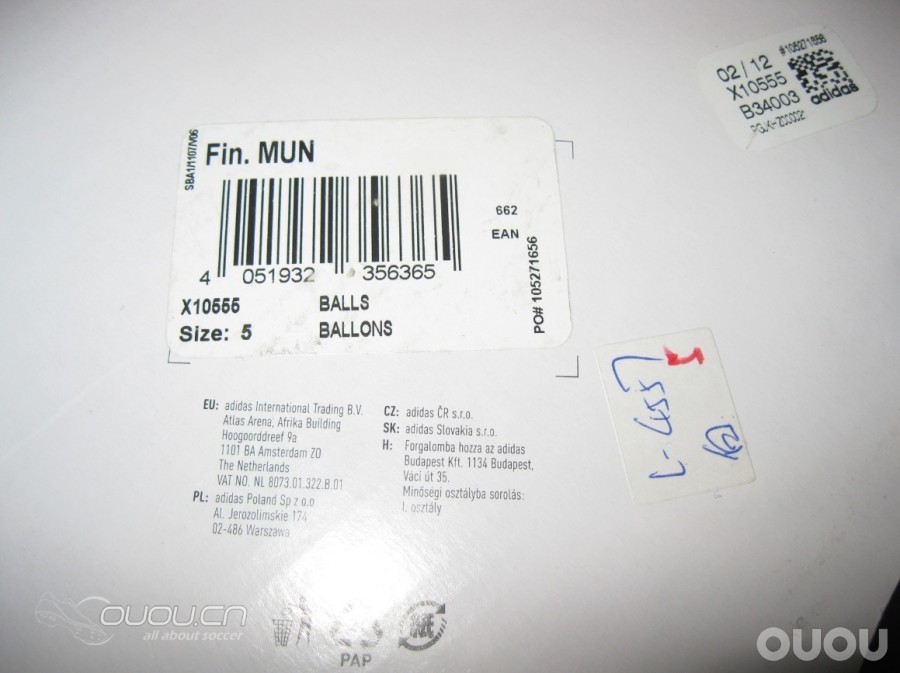 #105271656
02/12
X10555
B34003
adidas
SBA1/1107/V06
Fin. MUN
662
EAN
4 051932 356365
PO# 105271656
X10555 BALLS
Size: 5 BALLONS
L-4557
EU: adidas International Trading B.V.
Atlas Arena, Afrika Building
Hoogoorddreef 9a
1101 BA Amsterdam ZO
The Netherlands
VAT NO. NL 8073.01.322.B.01
PL: adidas Poland Sp z o.o
Al. Jerozolimskie 174
02-486 Warszawa
CZ: adidas ČR s.r.o.
SK: adidas Slovakia s.r.o.
H: Forgalomba hozza az adidas
Budapest Kft. 1134 Budapest,
Váci út 35.
Minőségi osztályba sorolás:
I. osztály
PAP
OUOU.CN
all about soccer
OUOU